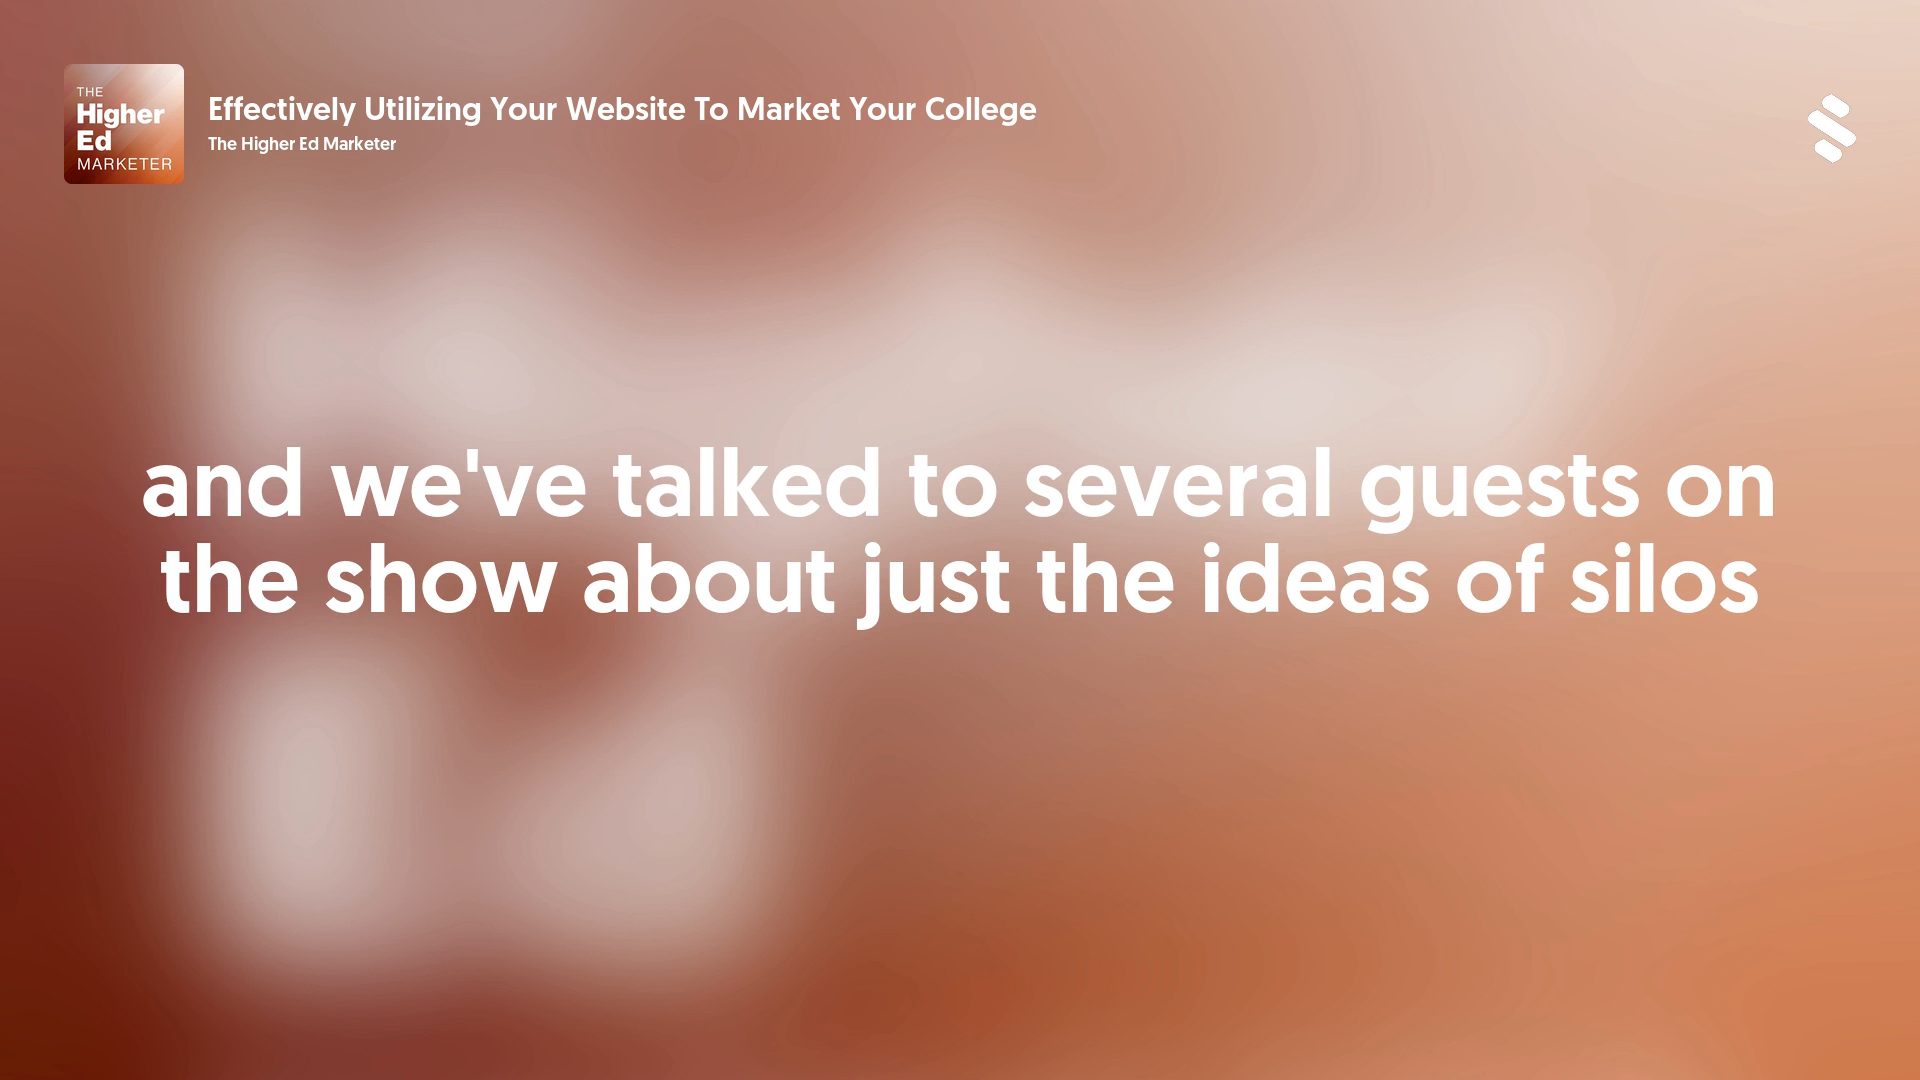 THE
Higher
Ed
MARKETER
Effectively Utilizing Your Website To Market Your College
The Higher Ed Marketer
and we've talked to several guests on
the show about just the ideas of silos